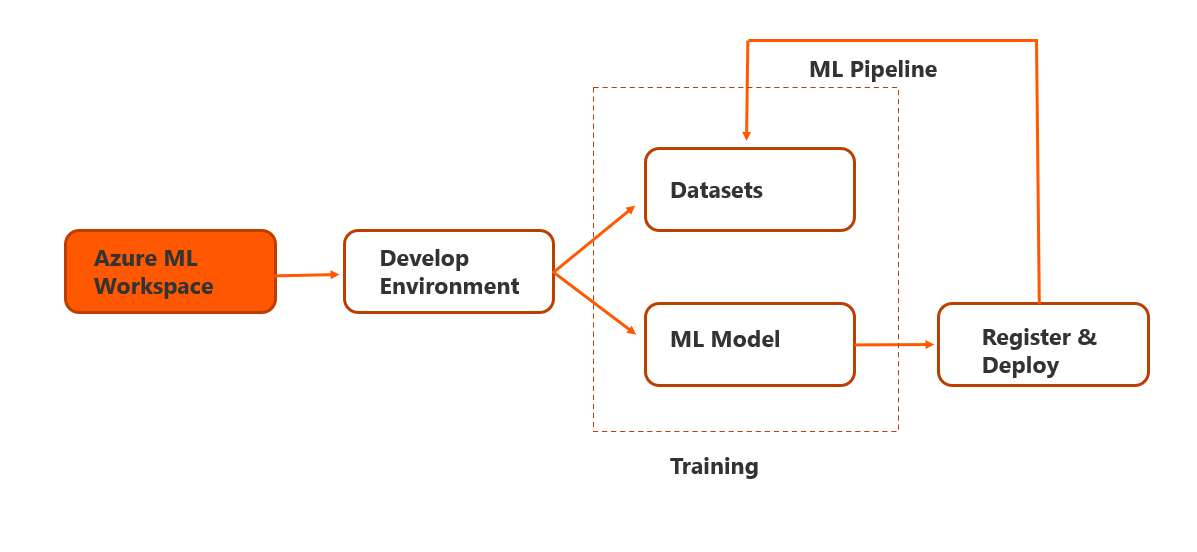 ML Pipeline
Datasets
Azure ML
Workspace
Develop
Environment
ML Model
Register &
Deploy
Training